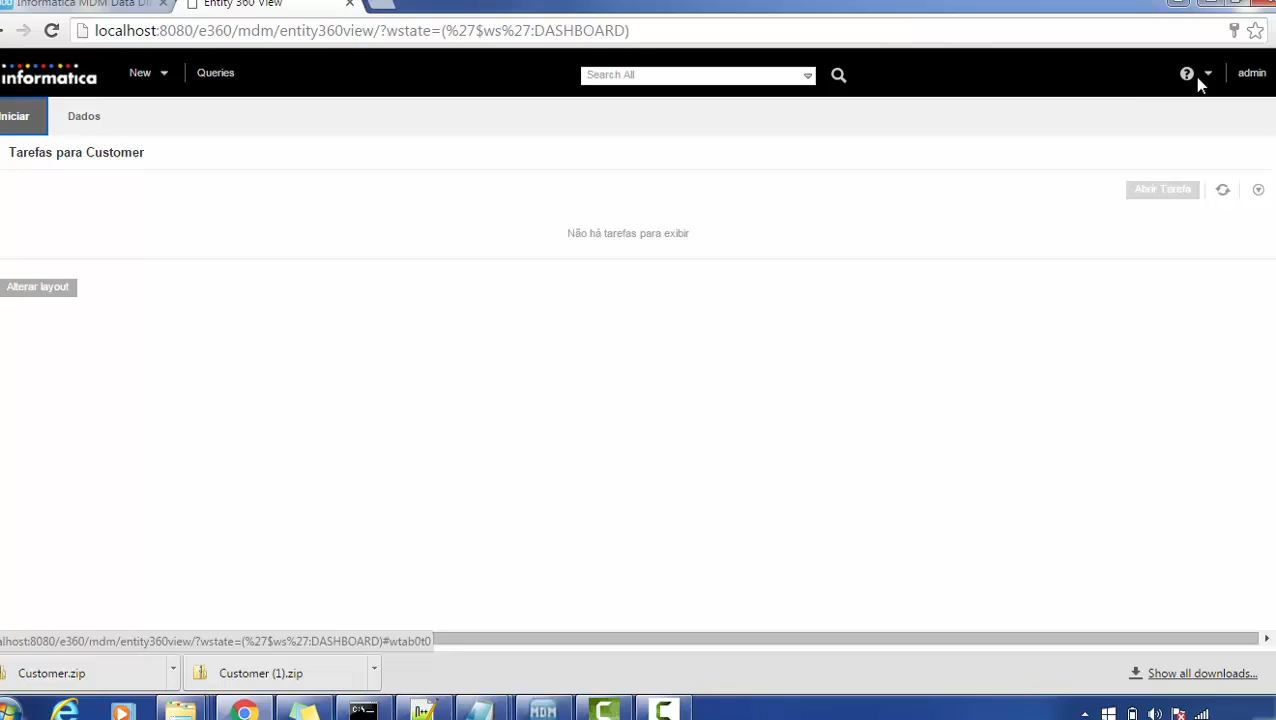 Informatica MDM Data Di
Entity 360 View
localhost:8080/e360/mdm/entity360view/?wstate=(%27$ws%27:DASHBOARD)
informatica
New
Queries
Search All
?
admin
Iniciar
Dados
Tarefas para Customer
Abrir Tarefa
Não há tarefas para exibir
Alterar layout
alhost:8080/e360/mdm/entity360view/?wstate=(%27$ws%27:DASHBOARD)#wtab0t0
Customer.zip
Customer (1).zip
Show all downloads...
MDM